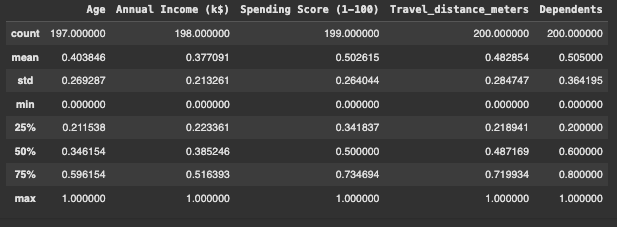 Age Annual Income (k$) Spending Score (1-100) Travel_distance_meters Dependents
count 197.000000 198.000000 199.000000 200.000000 200.000000
mean 0.403846 0.377091 0.502615 0.482854 0.505000
std 0.269287 0.213261 0.264044 0.284747 0.364195
min 0.000000 0.000000 0.000000 0.000000 0.000000
25% 0.211538 0.223361 0.341837 0.218941 0.200000
50% 0.346154 0.385246 0.500000 0.487169 0.600000
75% 0.596154 0.516393 0.734694 0.719934 0.800000
max 1.000000 1.000000 1.000000 1.000000 1.000000